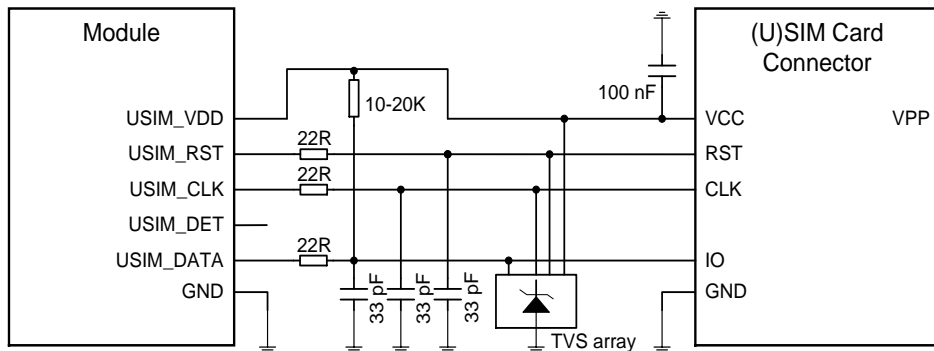 Module
(U)SIM Card
Connector
100 nF
10-20K
USIM_VDD
VCC
VPP
22R
USIM_RST
RST
22R
USIM_CLK
CLK
USIM_DET
22R
USIM_DATA
IO
GND
33 pF
33 pF
33 pF
GND
TVS array